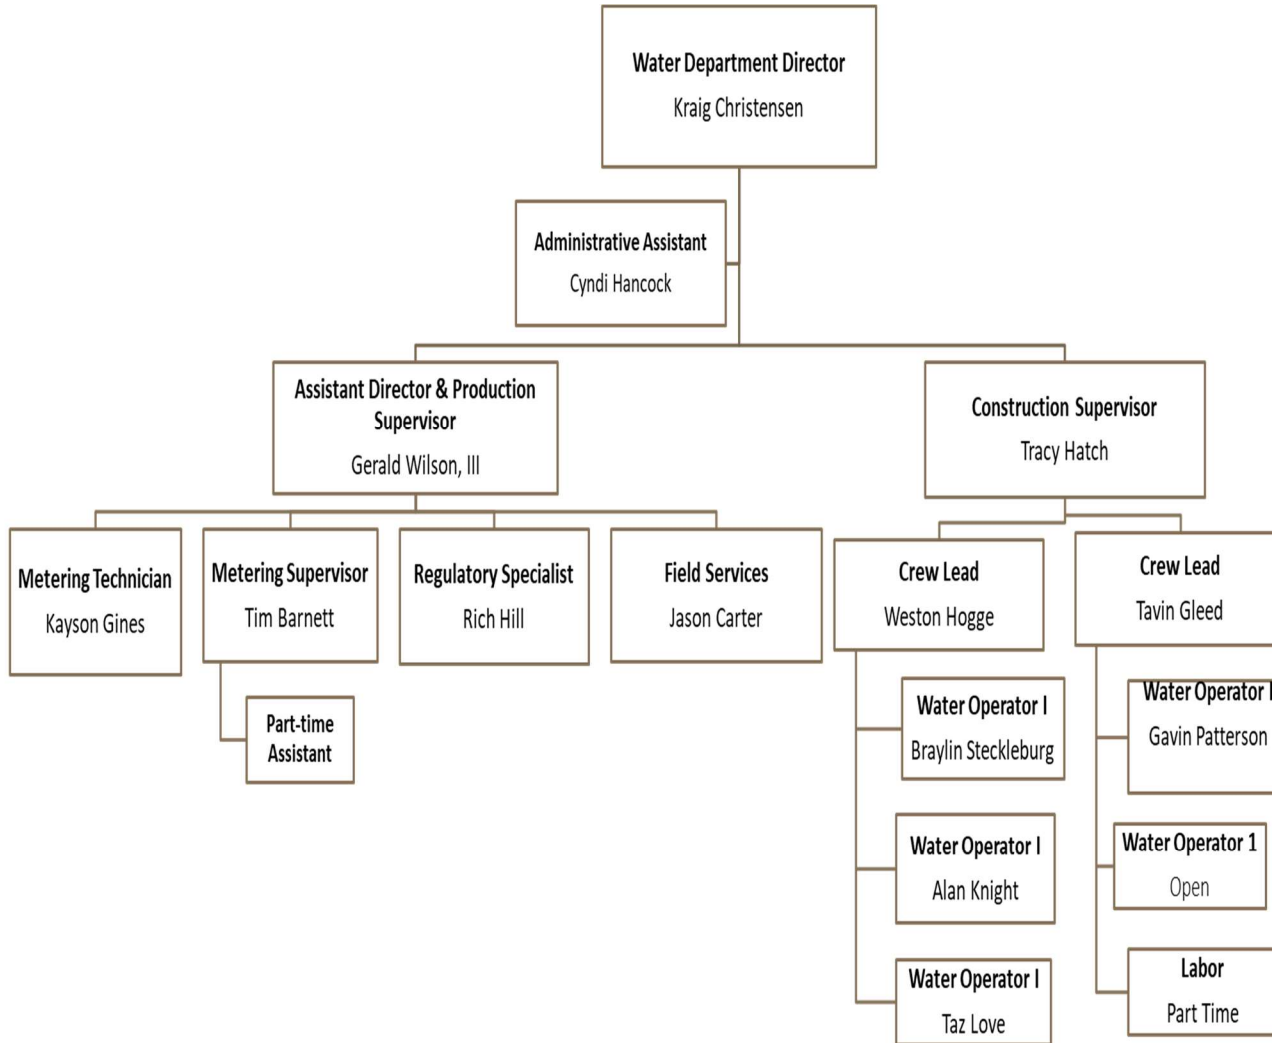 Water Department Director
Kraig Christensen
Administrative Assistant
Cyndi Hancock
Assistant Director & Production
Supervisor
Gerald Wilson, III
Construction Supervisor
Tracy Hatch
Metering Technician
Kayson Gines
Metering Supervisor
Tim Barnett
Part-time
Assistant
Regulatory Specialist
Rich Hill
Field Services
Jason Carter
Crew Lead
Weston Hogge
Water Operator I
Braylin Steckleburg
Water Operator I
Alan Knight
Water Operator I
Taz Love
Crew Lead
Tavin Gleed
Water Operator I
Gavin Patterson
Water Operator 1
Open
Labor
Part Time